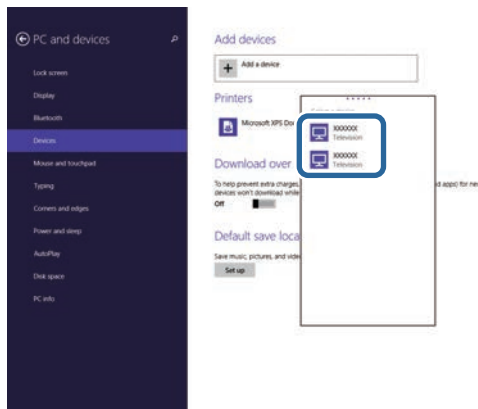 PC and devices
Lock screen
Display
Bluetooth
Devices
Mouse and touchpad
Typing
Corners and edges
Power and sleep
AutoPlay
Disk space
PC info
Add devices
Add a device
Printers
Microsoft XPS Doc
Download over
To help prevent extra charges,
d apps) for new
devices won't download while
Off
Default save loca
Save music, pictures, and vide
Set up
XXXXXX
Television
XXXXXX
Television